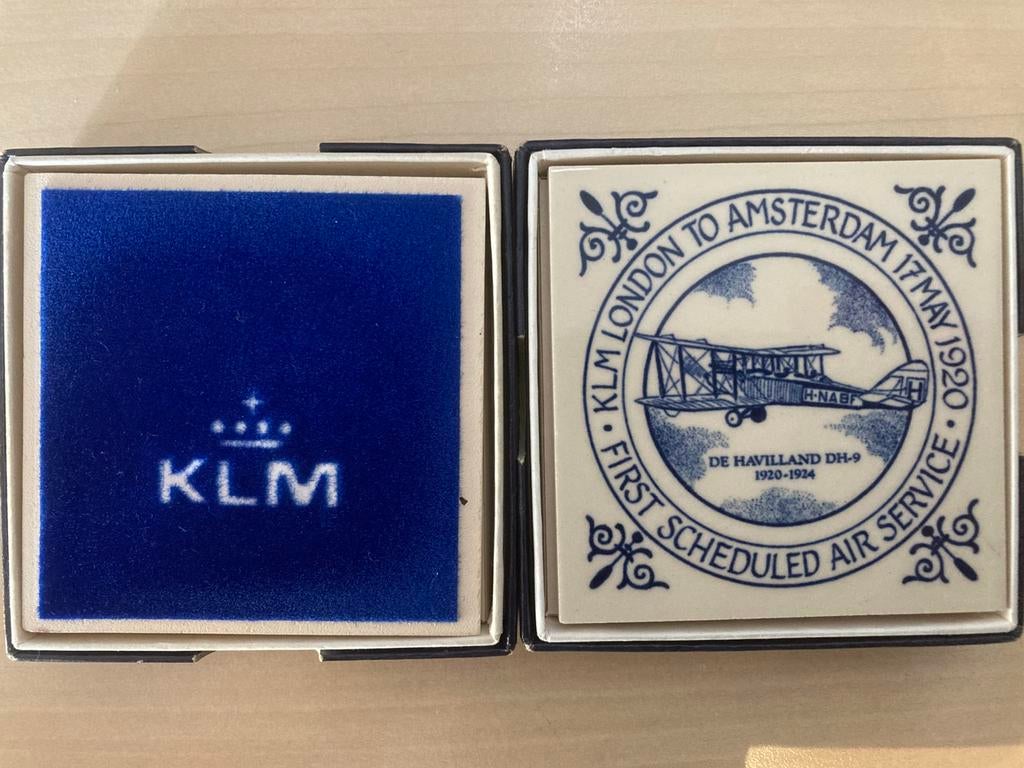 KLM
· KLM LONDON TO AMSTERDAM 17 MAY 1920 ·
FIRST SCHEDULED AIR SERVICE
H-NABF
H
DE HAVILLAND DH-9
1920-1924